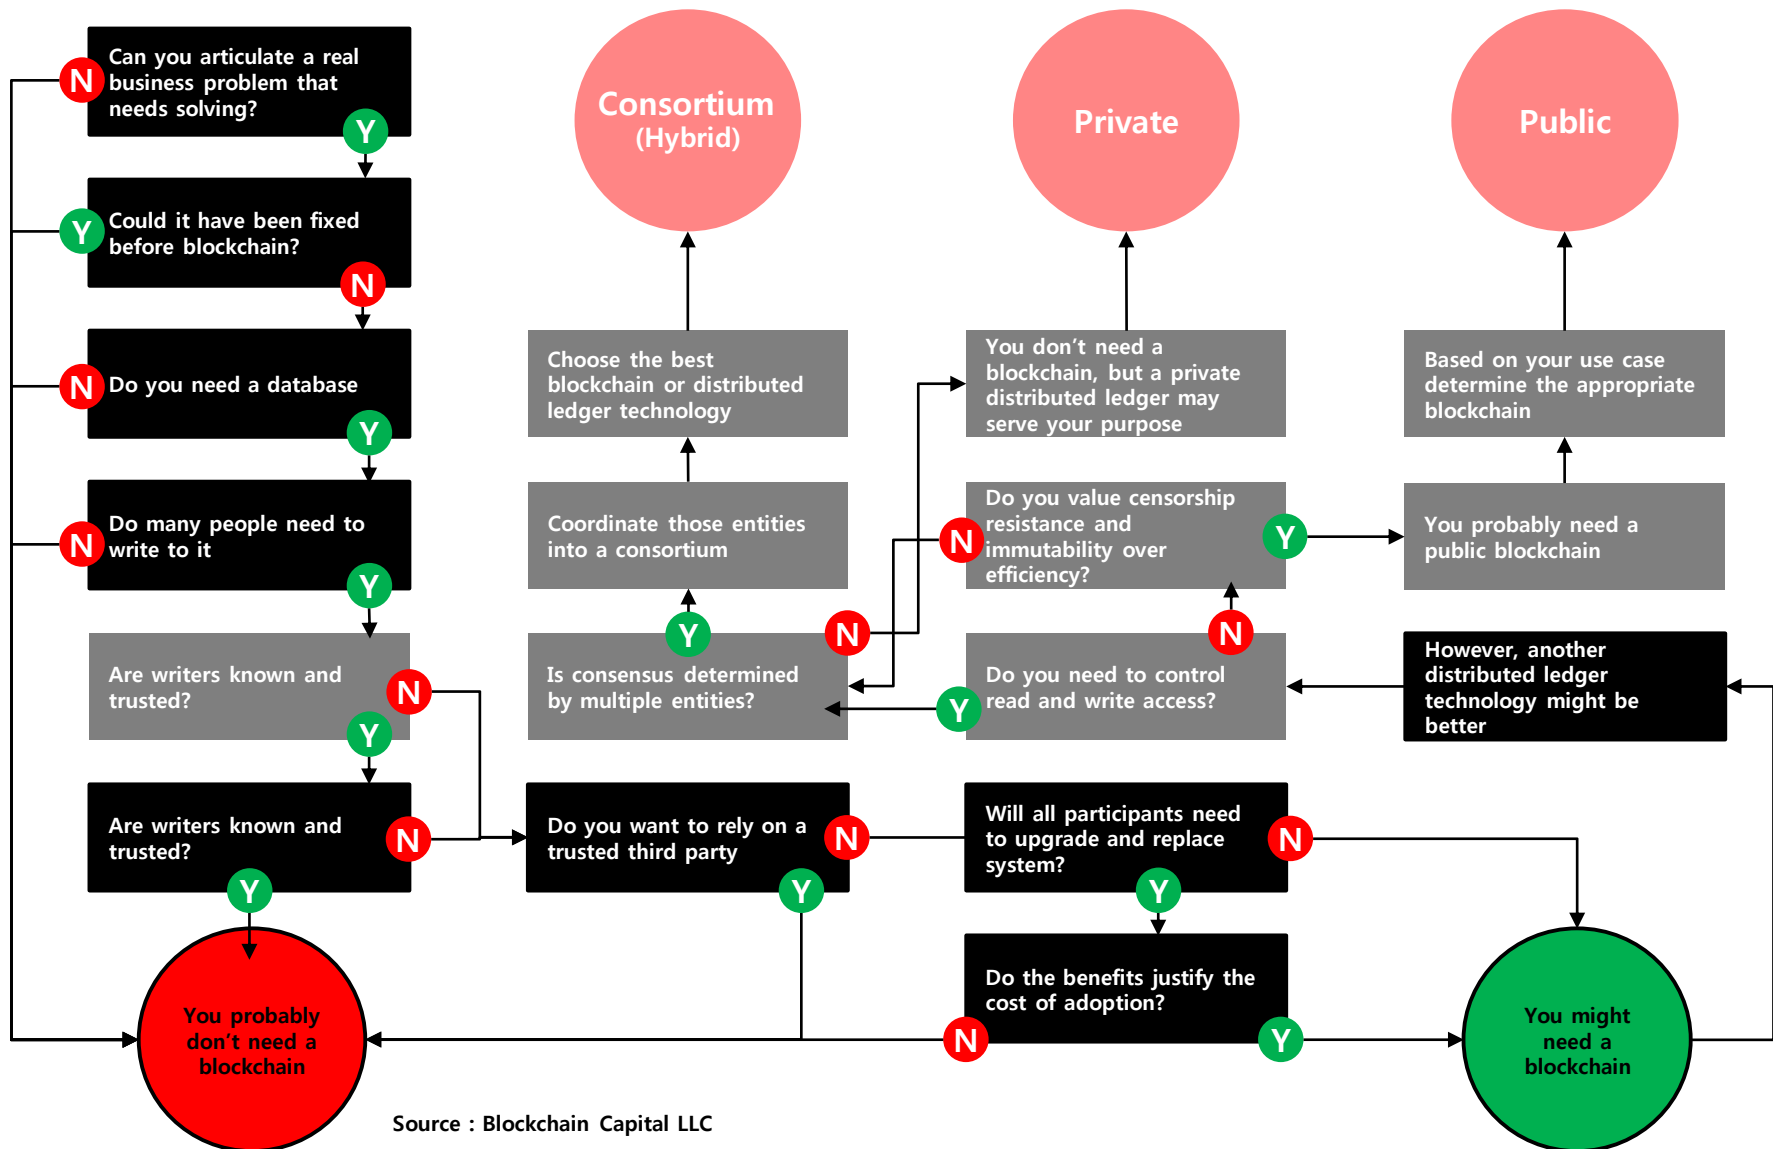 Can you articulate a real
business problem that
needs solving?
N
Y
Could it have been fixed
before blockchain?
Y
N
Do you need a database
N
Y
Do many people need to
write to it
N
Y
Are writers known and
trusted?
N
Y
Are writers known and
trusted?
N
Y
You probably
don't need a
blockchain
Consortium
(Hybrid)
Choose the best
blockchain or distributed
ledger technology
Coordinate those entities
into a consortium
Y
N
Is consensus determined
by multiple entities?
Do you want to rely on a
trusted third party
N
Y
Private
You don't need a
blockchain, but a private
distributed ledger may
serve your purpose
Do you value censorship
resistance and
immutability over
efficiency?
N
Y
N
Do you need to control
read and write access?
Y
Will all participants need
to upgrade and replace
system?
N
Y
Do the benefits justify the
cost of adoption?
N
Y
Public
Based on your use case
determine the appropriate
blockchain
You probably need a
public blockchain
However, another
distributed ledger
technology might be
better
You might
need a
blockchain
Source : Blockchain Capital LLC